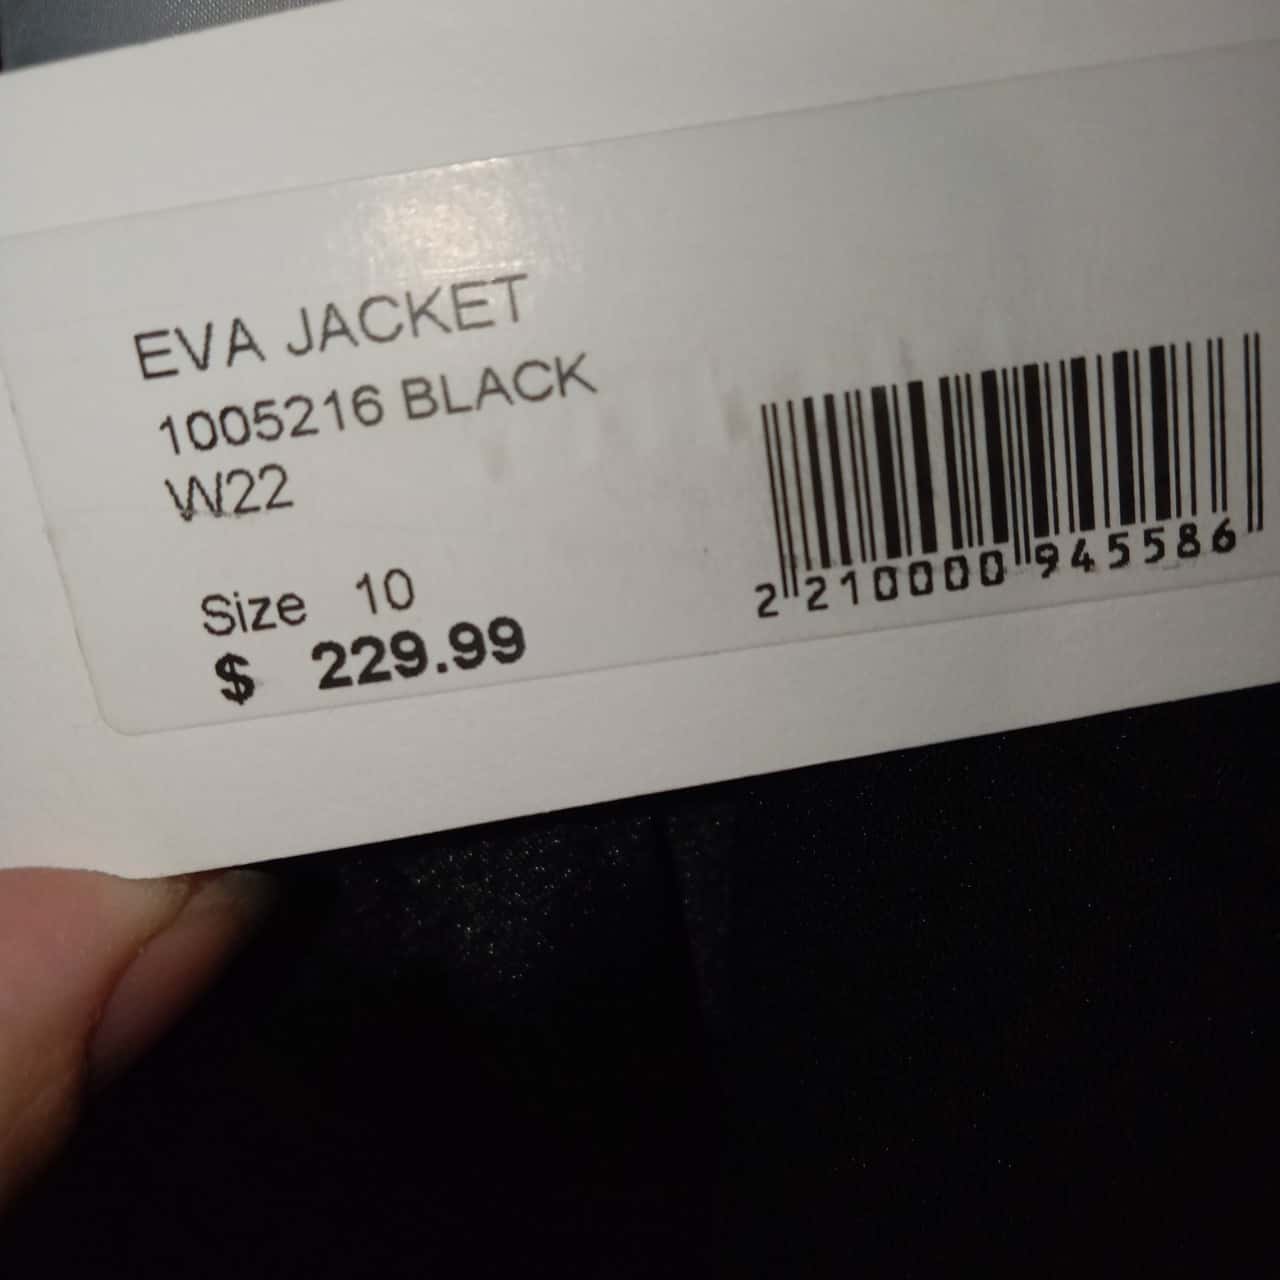 EVA JACKET
1005216 BLACK
W22
Size 10
$ 229.99
2 210000 945586